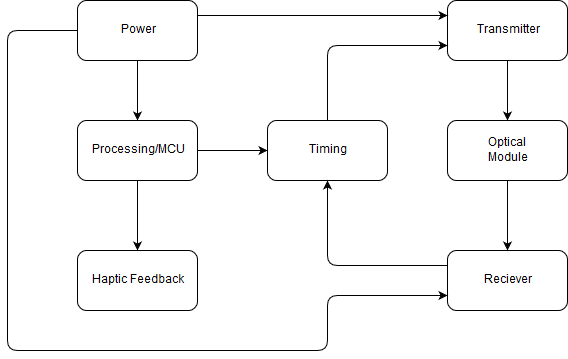 Power
Transmitter
Processing/MCU
Timing
Optical
Module
Haptic Feedback
Reciever